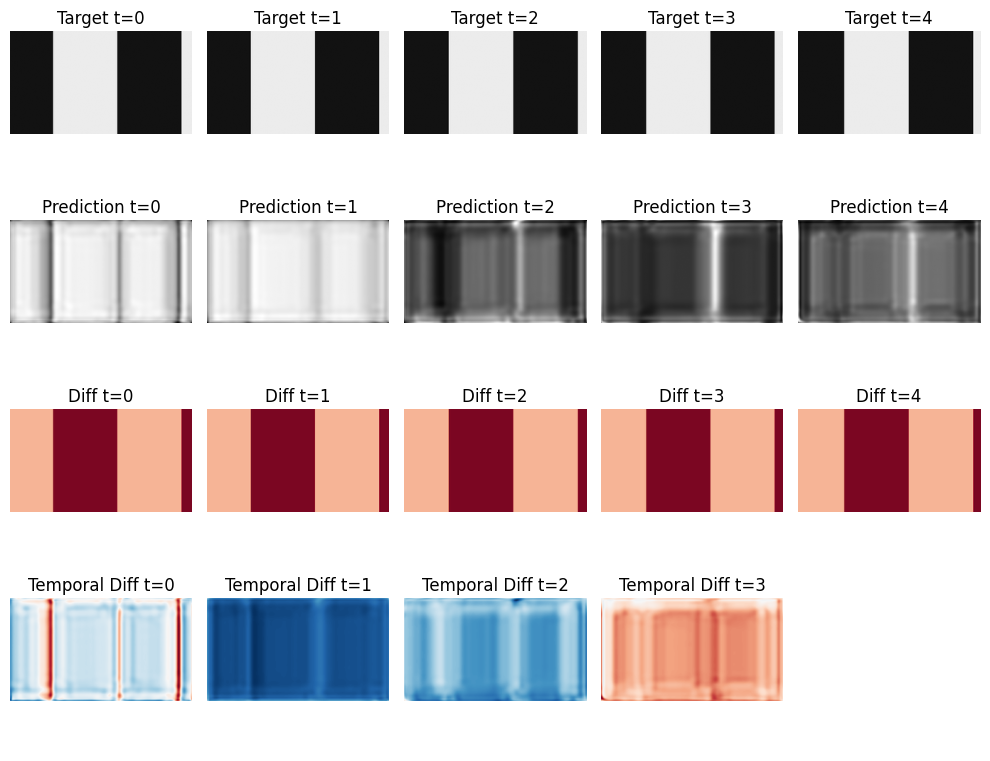 Target t=0 Target t=1 Target t=2 Target t=3 Target t=4
Prediction t=0 Prediction t=1 Prediction t=2 Prediction t=3 Prediction t=4
Diff t=0 Diff t=1 Diff t=2 Diff t=3 Diff t=4
Temporal Diff t=0 Temporal Diff t=1 Temporal Diff t=2 Temporal Diff t=3